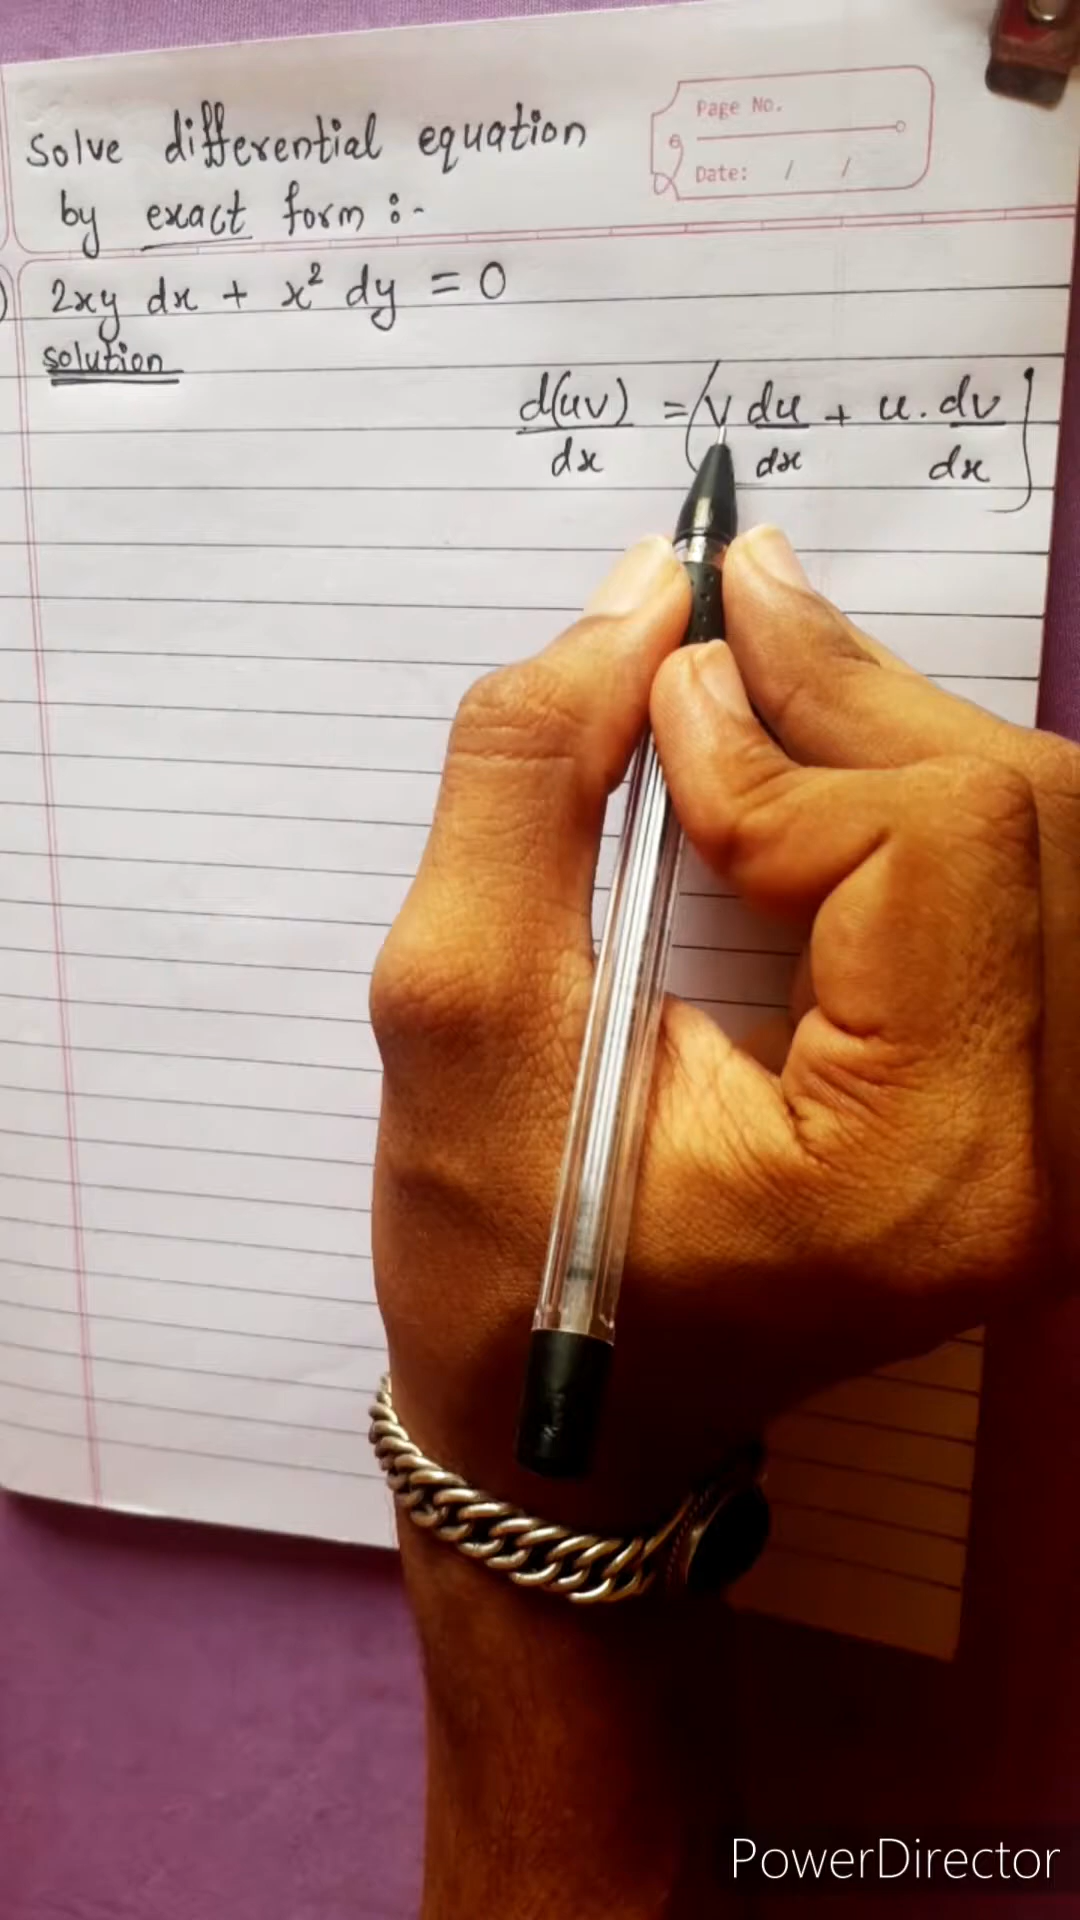 Page No.
Date: / /
Solve differential equation
by exact form :-
2xy dx + x² dy = 0
solution
d(uv)/dx = (v du/dx + u. dv/dx]
PowerDirector